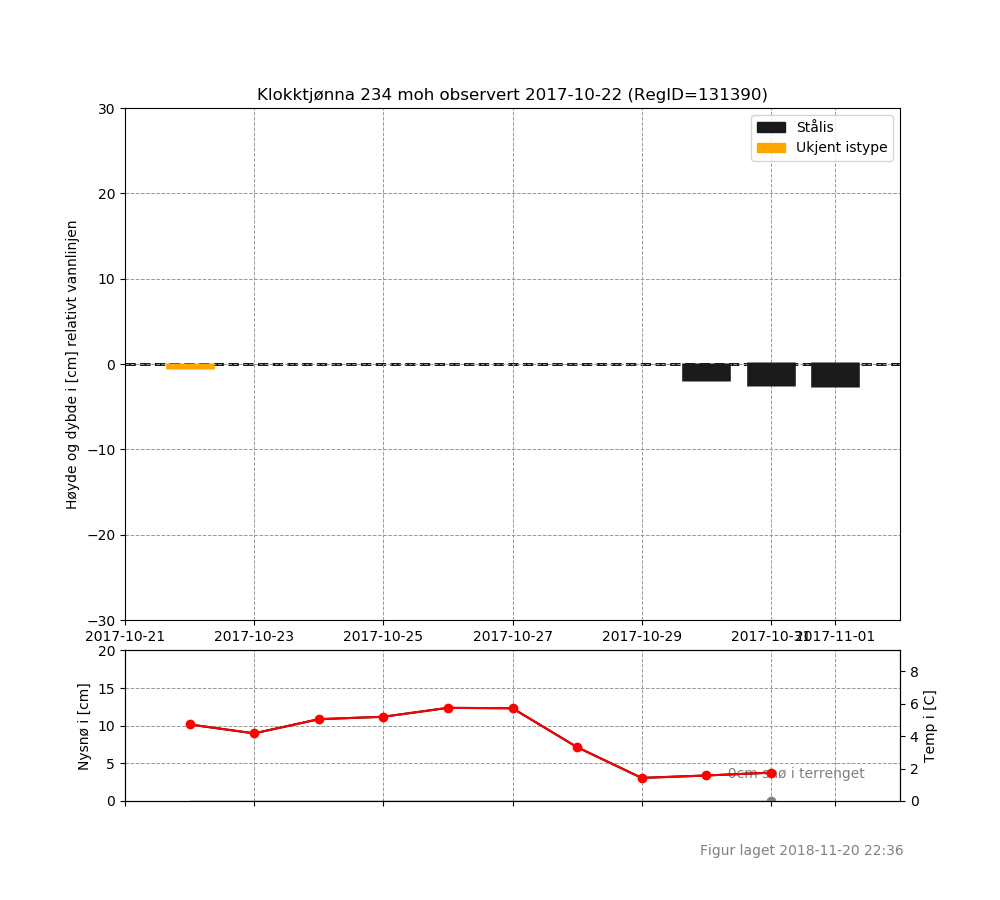 Klokktjønna 234 moh observert 2017-10-22 (RegID=131390)
Stålis
Ukjent istype
Høyde og dybde i [cm] relativt vannlinjen
30
20
10
0
−10
−20
−30
2017-10-21 2017-10-23 2017-10-25 2017-10-27 2017-10-29 2017-10-31 2017-11-01
Nysnø i [cm]
20
15
10
5
0
8
6
4
2
0
Temp i [C]
0cm snø i terrenget
Figur laget 2018-11-20 22:36